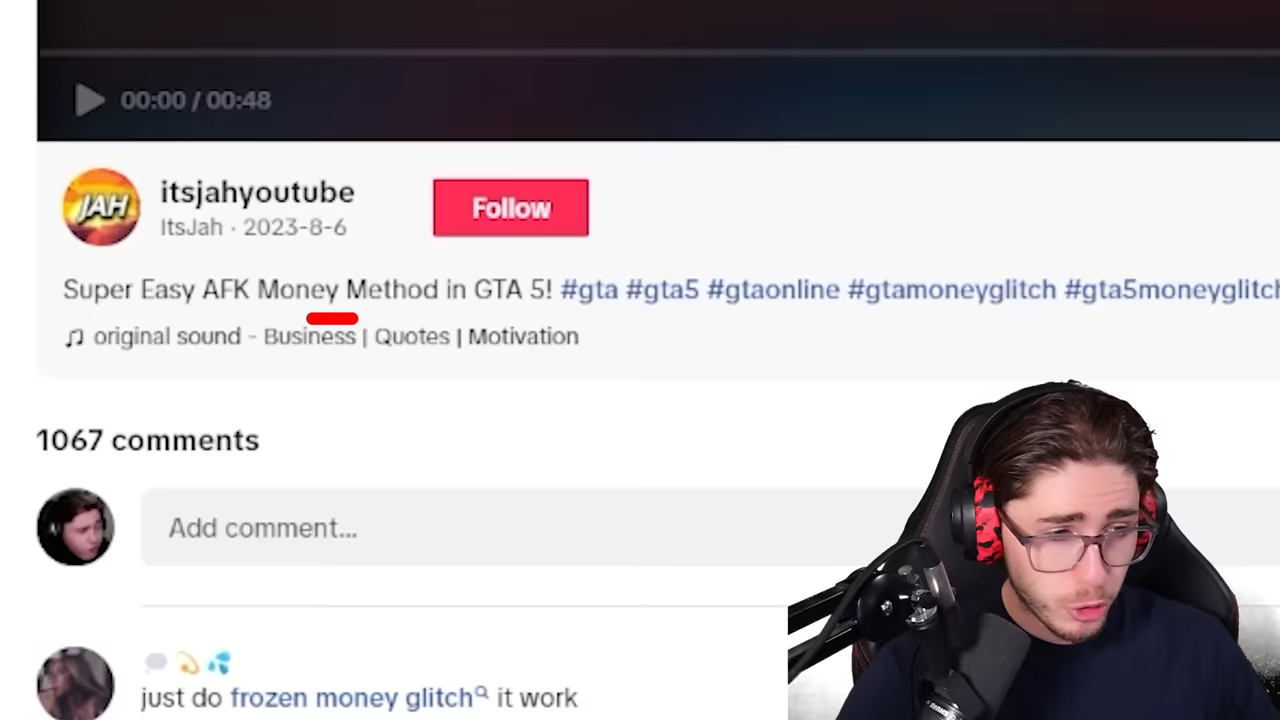 00:00 / 00:48
JAH
itsjahyoutube
Follow
ItsJah · 2023-8-6
Super Easy AFK Money Method in GTA 5! #gta #gta5 #gtaonline #gtamoneyglitch #gta5moneyglitch
original sound - Business | Quotes | Motivation
1067 comments
Add comment...
just do frozen money glitch it work